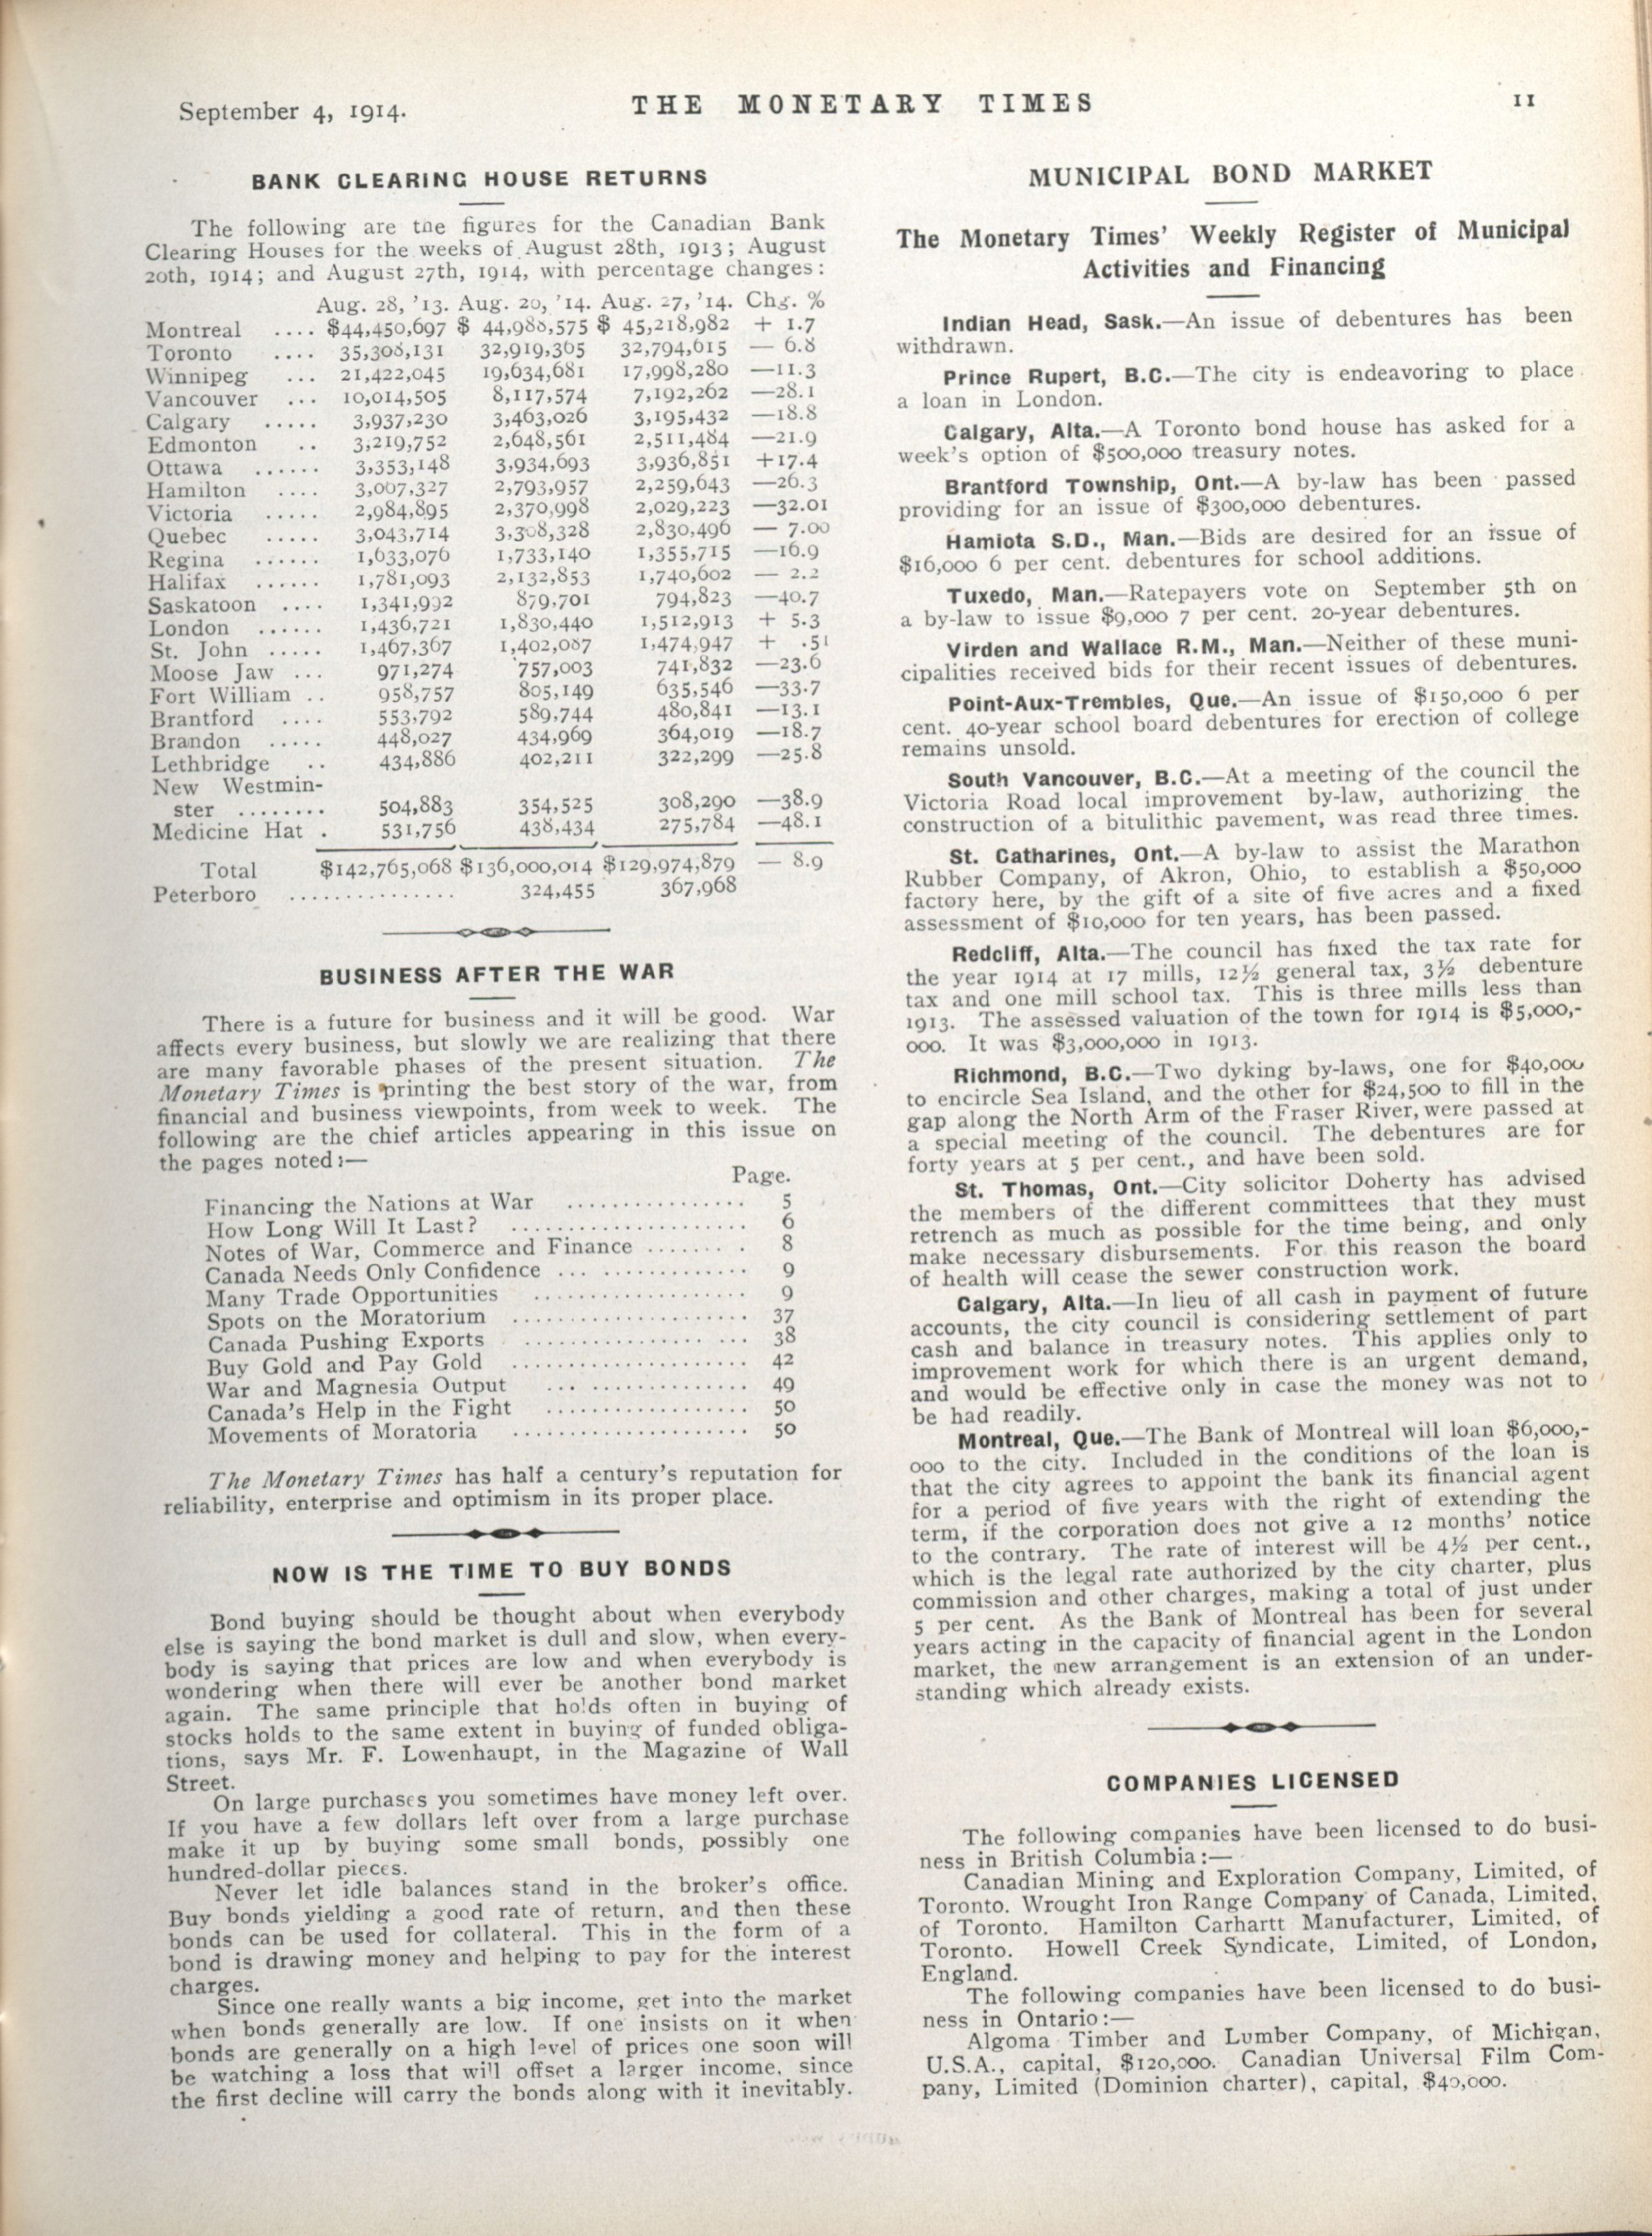 September 4, 1914.
THE MONETARY TIMES
11
BANK CLEARING HOUSE RETURNS
The following are the figures for the Canadian Bank
Clearing Houses for the weeks of August 28th, 1913; August
20th, 1914; and August 27th, 1914, with percentage changes:
Aug. 28, '13. Aug. 20, '14. Aug. 27, '14. Chg. %
Montreal .... $44,450,697 $ 44,988,575 $ 45,218,982 + 1.7
Toronto .... 35,308,131 32,919,365 32,794,615 — 6.8
Winnipeg ... 21,422,045 19,634,681 17,998,280 —11.3
Vancouver ... 10,014,505 8,117,574 7,192,262 —28.1
Calgary ..... 3,937,230 3,463,026 3,195,432 —18.8
Edmonton .. 3,219,752 2,648,561 2,511,484 —21.9
Ottawa ...... 3,353,148 3,934,693 3,936,851 +17.4
Hamilton .... 3,067,327 2,793,957 2,259,643 —26.3
Victoria ..... 2,984,895 2,370,998 2,029,223 —32.01
Quebec ..... 3,043,714 3,308,328 2,830,496 — 7.00
Regina ...... 1,633,076 1,733,140 1,355,715 —16.9
Halifax ...... 1,781,093 2,132,853 1,740,602 — 2.2
Saskatoon .... 1,341,992 879,701 794,823 —40.7
London ...... 1,436,721 1,830,440 1,512,913 + 5.3
St. John ..... 1,467,367 1,402,087 1,474,947 + .51
Moose Jaw ... 971,274 757,003 741,832 —23.6
Fort William .. 958,757 805,149 635,546 —33.7
Brantford .... 553,792 589,744 480,841 —13.1
Brandon ..... 448,027 434,969 364,019 —18.7
Lethbridge .. 434,886 402,211 322,299 —25.8
New Westmin-
ster ........ 504,883 354,525 308,290 —38.9
Medicine Hat . 531,756 438,434 275,784 —48.1
Total $142,765,068 $136,000,014 $129,974,879 — 8.9
Peterboro ............... 324,455 367,968
BUSINESS AFTER THE WAR
There is a future for business and it will be good. War
affects every business, but slowly we are realizing that there
are many favorable phases of the present situation. The
Monetary Times is printing the best story of the war, from
financial and business viewpoints, from week to week. The
following are the chief articles appearing in this issue on
the pages noted:—
Page.
Financing the Nations at War ................ 5
How Long Will It Last? ..................... 6
Notes of War, Commerce and Finance ........ 8
Canada Needs Only Confidence ... ............. 9
Many Trade Opportunities ................... 9
Spots on the Moratorium ..................... 37
Canada Pushing Exports .................... ... 38
Buy Gold and Pay Gold ..................... 42
War and Magnesia Output ... .............. 49
Canada's Help in the Fight .................. 50
Movements of Moratoria ..................... 50
The Monetary Times has half a century's reputation for
reliability, enterprise and optimism in its proper place.
NOW IS THE TIME TO BUY BONDS
Bond buying should be thought about when everybody
else is saying the bond market is dull and slow, when every-
body is saying that prices are low and when everybody is
wondering when there will ever be another bond market
again. The same principle that holds often in buying of
stocks holds to the same extent in buying of funded obliga-
tions, says Mr. F. Lowenhaupt, in the Magazine of Wall
Street.
On large purchases you sometimes have money left over.
If you have a few dollars left over from a large purchase
make it up by buying some small bonds, possibly one
hundred-dollar pieces.
Never let idle balances stand in the broker's office.
Buy bonds yielding a good rate of return, and then these
bonds can be used for collateral. This in the form of a
bond is drawing money and helping to pay for the interest
charges.
Since one really wants a big income, get into the market
when bonds generally are low. If one insists on it when
bonds are generally on a high level of prices one soon will
be watching a loss that will offset a larger income, since
the first decline will carry the bonds along with it inevitably.
MUNICIPAL BOND MARKET
The Monetary Times' Weekly Register of Municipal
Activities and Financing
Indian Head, Sask.—An issue of debentures has been
withdrawn.
Prince Rupert, B.C.—The city is endeavoring to place
a loan in London.
Calgary, Alta.—A Toronto bond house has asked for a
week's option of $500,000 treasury notes.
Brantford Township, Ont.—A by-law has been passed
providing for an issue of $300,000 debentures.
Hamiota S.D., Man.—Bids are desired for an issue of
$16,000 6 per cent. debentures for school additions.
Tuxedo, Man.—Ratepayers vote on September 5th on
a by-law to issue $9,000 7 per cent. 20-year debentures.
Virden and Wallace R.M., Man.—Neither of these muni-
cipalities received bids for their recent issues of debentures.
Point-Aux-Trembles, Que.—An issue of $150,000 6 per
cent. 40-year school board debentures for erection of college
remains unsold.
South Vancouver, B.C.—At a meeting of the council the
Victoria Road local improvement by-law, authorizing the
construction of a bitulithic pavement, was read three times.
St. Catharines, Ont.—A by-law to assist the Marathon
Rubber Company, of Akron, Ohio, to establish a $50,000
factory here, by the gift of a site of five acres and a fixed
assessment of $10,000 for ten years, has been passed.
Redcliff, Alta.—The council has fixed the tax rate for
the year 1914 at 17 mills, 12½ general tax, 3½ debenture
tax and one mill school tax. This is three mills less than
1913. The assessed valuation of the town for 1914 is $5,000,-
000. It was $3,000,000 in 1913.
Richmond, B.C.—Two dyking by-laws, one for $40,000
to encircle Sea Island, and the other for $24,500 to fill in the
gap along the North Arm of the Fraser River, were passed at
a special meeting of the council. The debentures are for
forty years at 5 per cent., and have been sold.
St. Thomas, Ont.—City solicitor Doherty has advised
the members of the different committees that they must
retrench as much as possible for the time being, and only
make necessary disbursements. For this reason the board
of health will cease the sewer construction work.
Calgary, Alta.—In lieu of all cash in payment of future
accounts, the city council is considering settlement of part
cash and balance in treasury notes. This applies only to
improvement work for which there is an urgent demand,
and would be effective only in case the money was not to
be had readily.
Montreal, Que.—The Bank of Montreal will loan $6,000,-
000 to the city. Included in the conditions of the loan is
that the city agrees to appoint the bank its financial agent
for a period of five years with the right of extending the
term, if the corporation does not give a 12 months' notice
to the contrary. The rate of interest will be 4½ per cent.,
which is the legal rate authorized by the city charter, plus
commission and other charges, making a total of just under
5 per cent. As the Bank of Montreal has been for several
years acting in the capacity of financial agent in the London
market, the new arrangement is an extension of an under-
standing which already exists.
COMPANIES LICENSED
The following companies have been licensed to do busi-
ness in British Columbia:—
Canadian Mining and Exploration Company, Limited, of
Toronto. Wrought Iron Range Company of Canada, Limited,
of Toronto. Hamilton Carhartt Manufacturer, Limited, of
Toronto. Howell Creek Syndicate, Limited, of London,
England.
The following companies have been licensed to do busi-
ness in Ontario:—
Algoma Timber and Lumber Company, of Michigan,
U.S.A., capital, $120,000. Canadian Universal Film Com-
pany, Limited (Dominion charter), capital, $40,000.